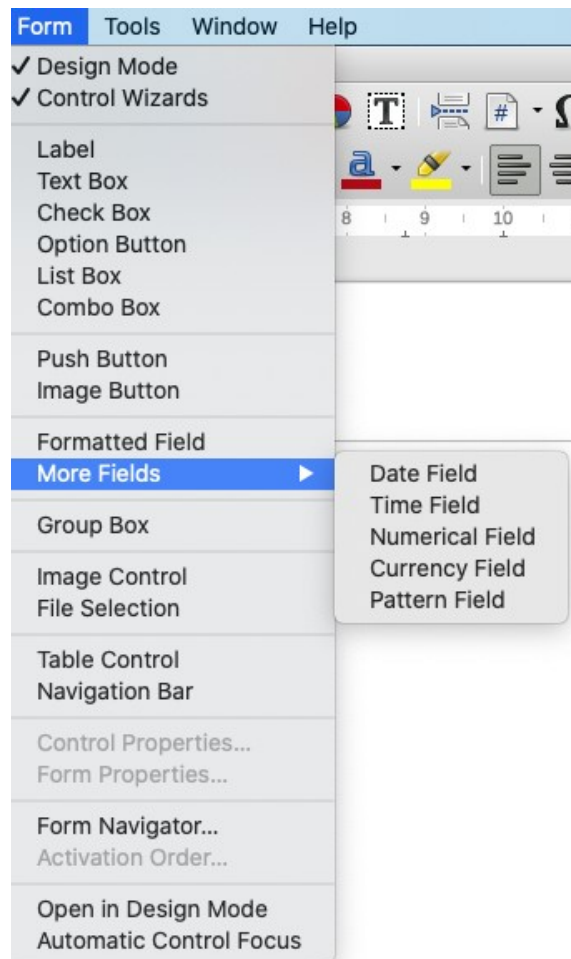 Form Tools Window Help
✓ Design Mode
✓ Control Wizards
Label
Text Box
Check Box
Option Button
List Box
Combo Box
Push Button
Image Button
Formatted Field
More Fields ▶
Date Field
Time Field
Numerical Field
Currency Field
Pattern Field
Group Box
Image Control
File Selection
Table Control
Navigation Bar
Control Properties...
Form Properties...
Form Navigator...
Activation Order...
Open in Design Mode
Automatic Control Focus
T #
a
8 9 10